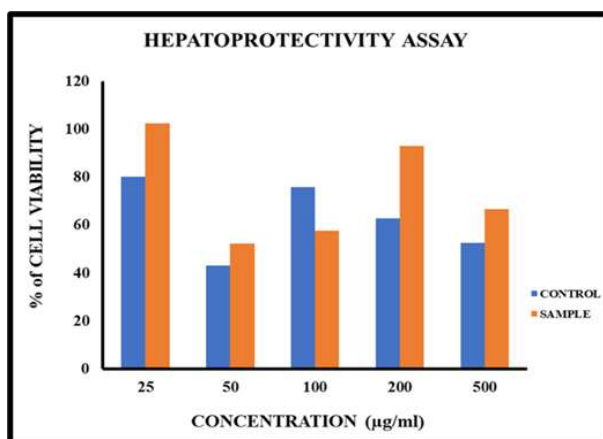 HEPATOPROTECTIVITY ASSAY
120
100
80
60
40
20
0
% of CELL VIABILITY
25 50 100 200 500
CONCENTRATION (µg/ml)
CONTROL
SAMPLE